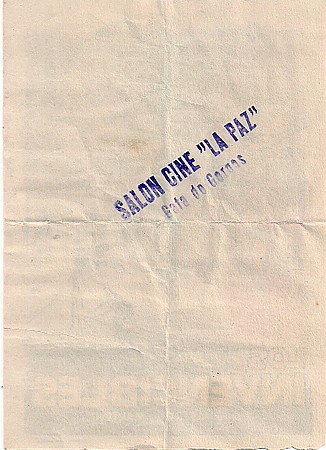 SALON CINE "LA PAZ"
Gata de Gorgos